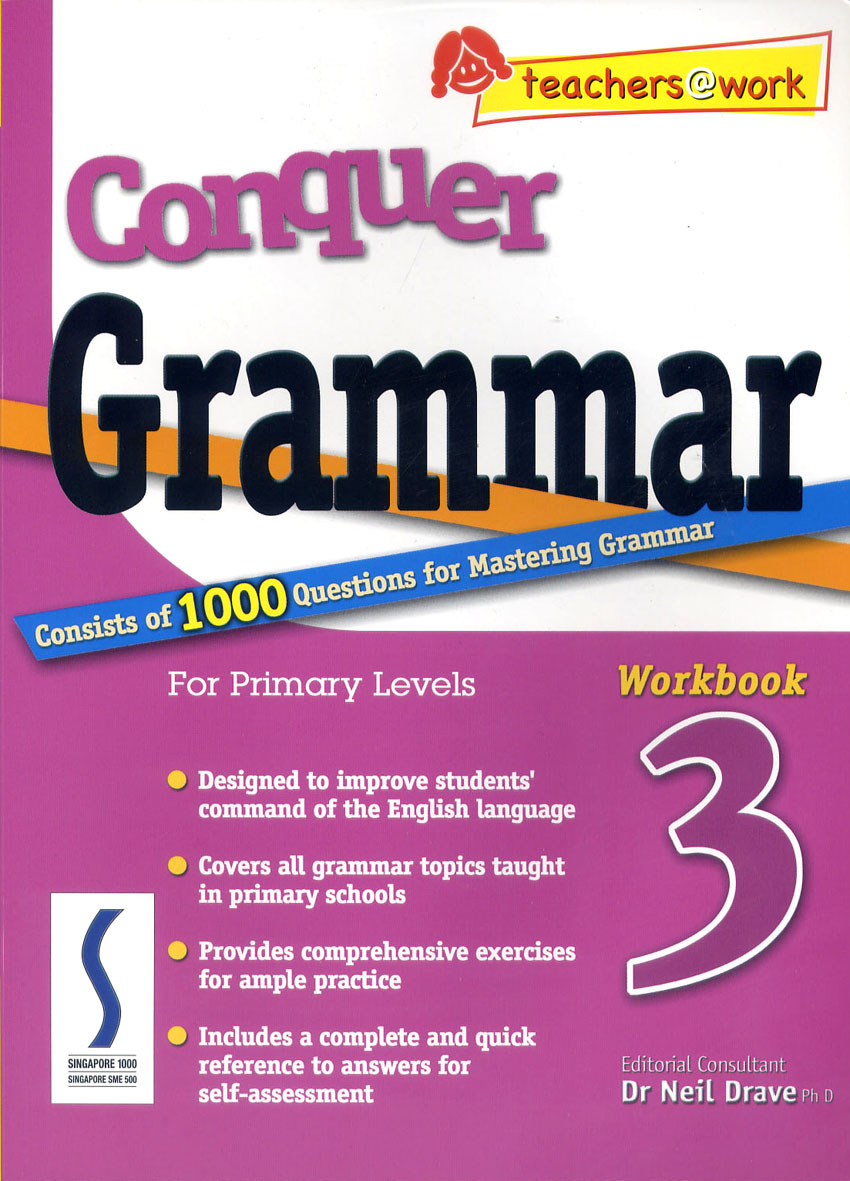 teachers@work
Conquer
Grammar
Consists of 1000 Questions for Mastering Grammar
For Primary Levels
Workbook
3
Designed to improve students'
command of the English language
Covers all grammar topics taught
in primary schools
Provides comprehensive exercises
for ample practice
Includes a complete and quick
reference to answers for
self-assessment
SINGAPORE 1000
SINGAPORE SME 500
Editorial Consultant
Dr Neil Drave Ph D